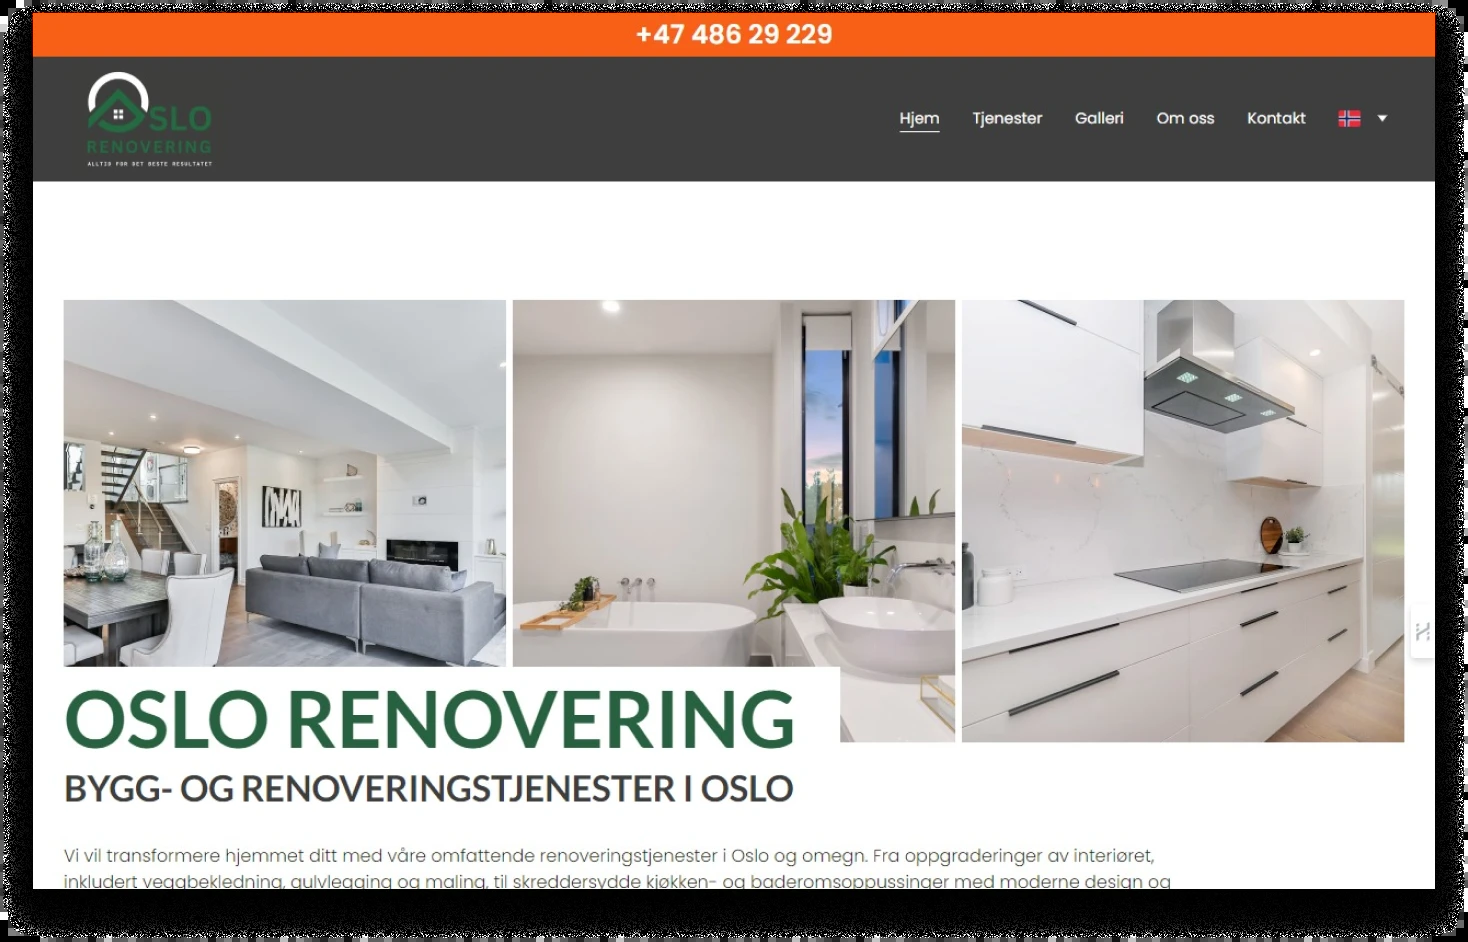 +47 486 29 229
OSLO
RENOVERING
ALLTID FOR DET BESTE RESULTATET
Hjem Tjenester Galleri Om oss Kontakt
OSLO RENOVERING
BYGG- OG RENOVERINGSTJENESTER I OSLO
Vi vil transformere hjemmet ditt med våre omfattende renoveringstjenester i Oslo og omegn. Fra oppgraderinger av interiøret,
inkludert veggbekledning, gulvlegging og maling, til skreddersydde kjøkken- og baderomsoppussinger med moderne design og